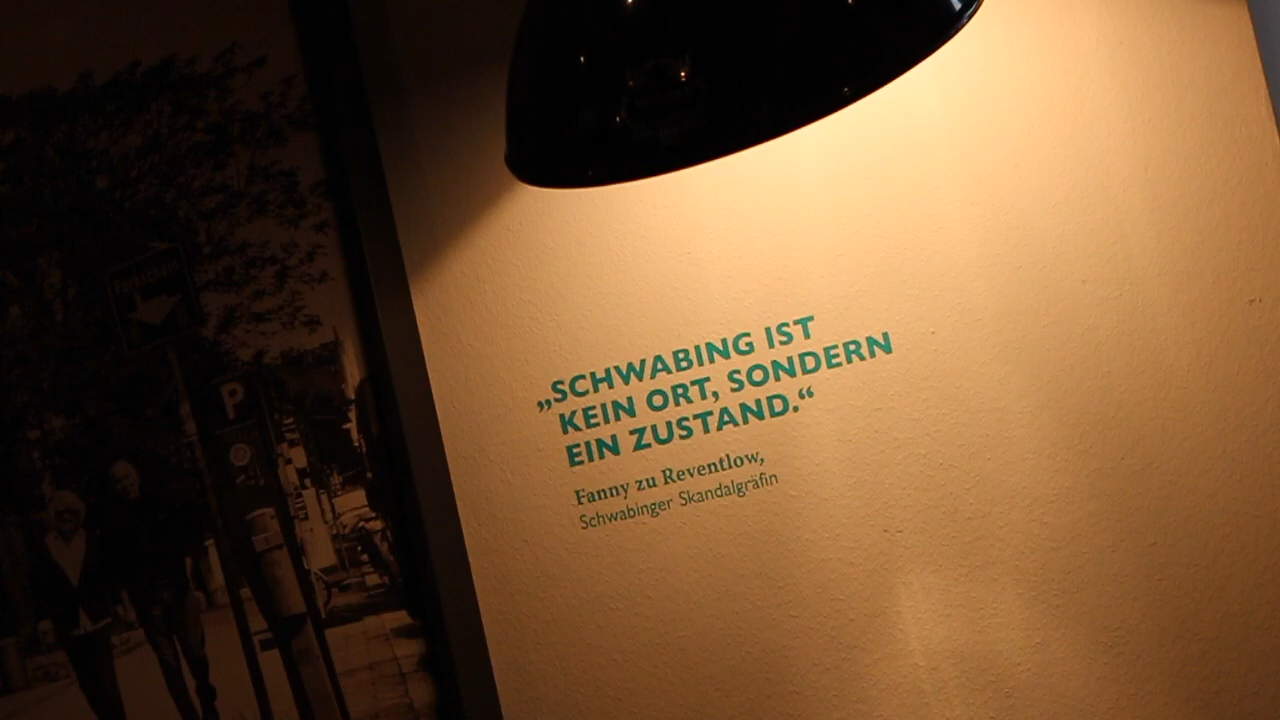 P
„SCHWABING IST
KEIN ORT, SONDERN
EIN ZUSTAND.“
Fanny zu Reventlow,
Schwabinger Skandalgräfin